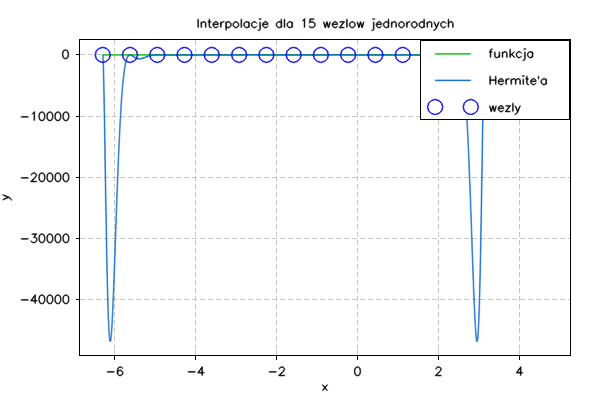 Interpolacje dla 15 wezlow jednorodnych
funkcja
Hermite'a
wezly
0
−10000
−20000
−30000
−40000
y
−6 −4 −2 0 2 4
x